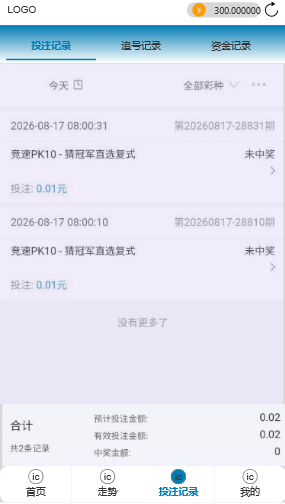 LOGO
300.000000
投注记录 追号记录 资金记录
今天 全部彩种
2026-08-17 08:00:31 第20260817-28831期
竞速PK10 - 猜冠军直选复式 未中奖
投注: 0.01元
2026-08-17 08:00:10 第20260817-28810期
竞速PK10 - 猜冠军直选复式 未中奖
投注: 0.01元
没有更多了
合计
共2条记录
预计投注金额: 0.02
有效投注金额: 0.02
中奖金额: 0
ic ic ic ic
首页 走势 投注记录 我的